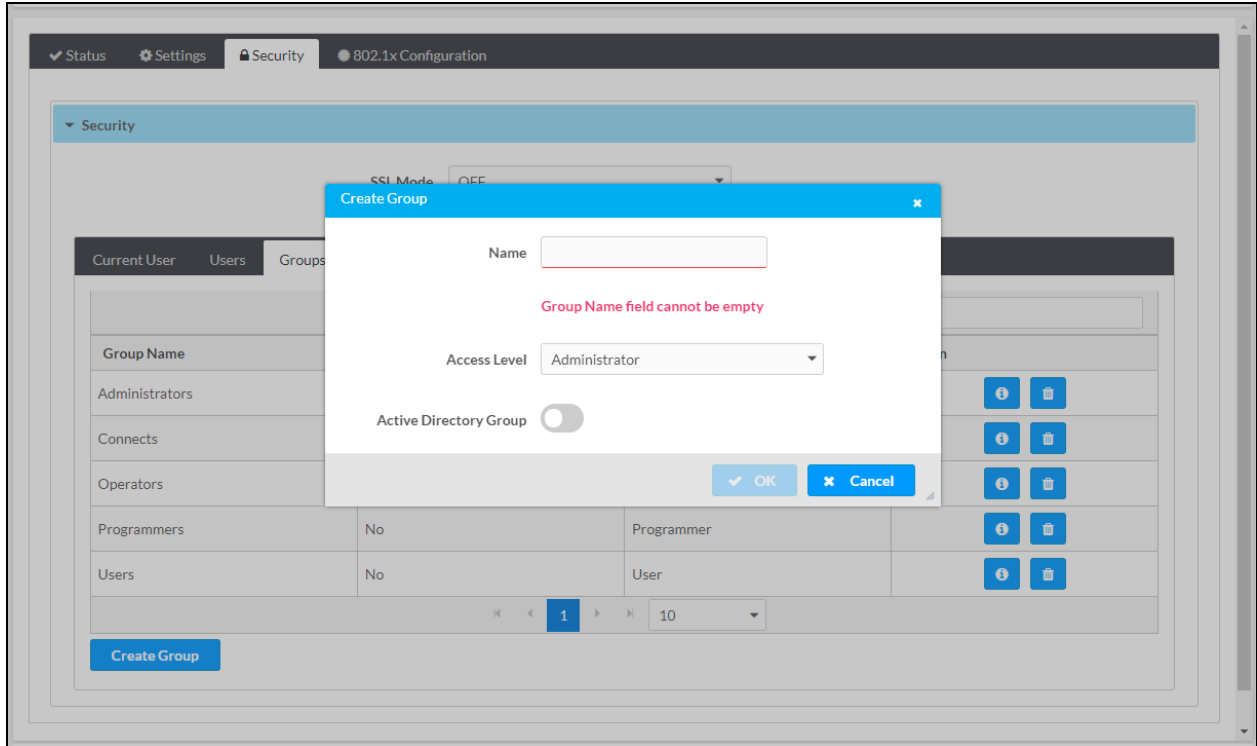 Status Settings Security 802.1x Configuration
Security
SSL Mode OFF
Create Group
Name
Current User Users Groups
Group Name field cannot be empty
Group Name
Access Level Administrator
Administrators
Active Directory Group
Connects
Operators
OK Cancel
Programmers No Programmer
Users No User
1 10
Create Group